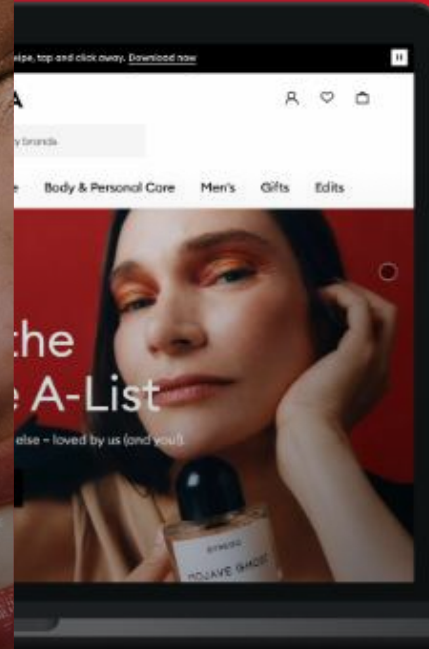 swipe, tap and click away. Download now
A
y brands
Body & Personal Care Men's Gifts Edits
the
A-List
else – loved by us (and you!).
BYREDO
MOJAVE GHOST